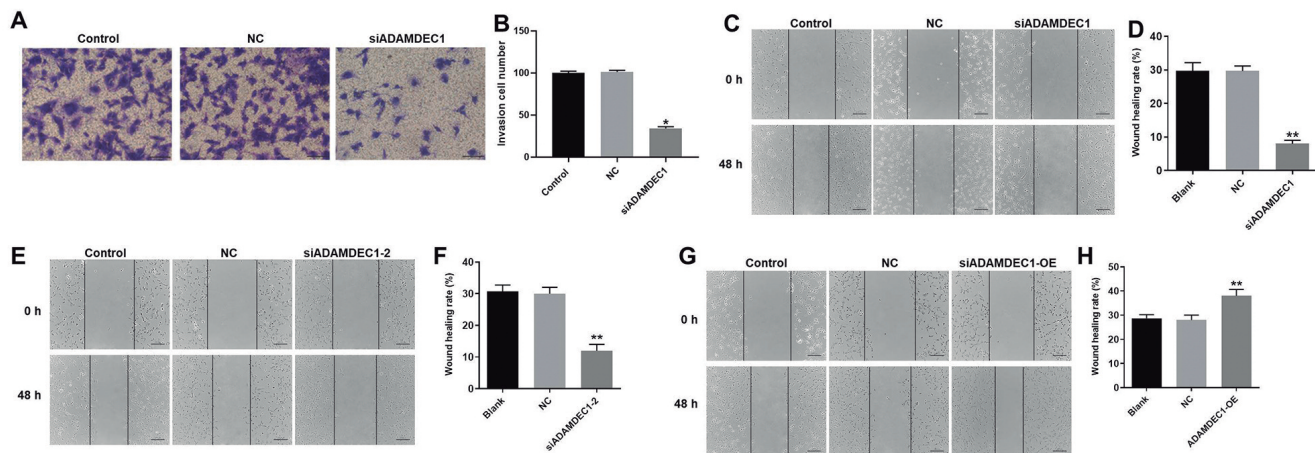 A
Control NC siADAMDEC1
B
Invasion cell number
150
100
50
0
*
Control NC siADAMDEC1
C
Control NC siADAMDEC1
0 h
48 h
D
Wound healing rate (%)
40
30
20
10
0
**
Blank NC siADAMDEC1
E
Control NC siADAMDEC1-2
0 h
48 h
F
Wound healing rate (%)
40
30
20
10
0
**
Blank NC siADAMDEC1-2
G
Control NC siADAMDEC1-OE
0 h
48 h
H
Wound healing rate (%)
50
40
30
20
10
0
**
Blank NC ADAMDEC1-OE